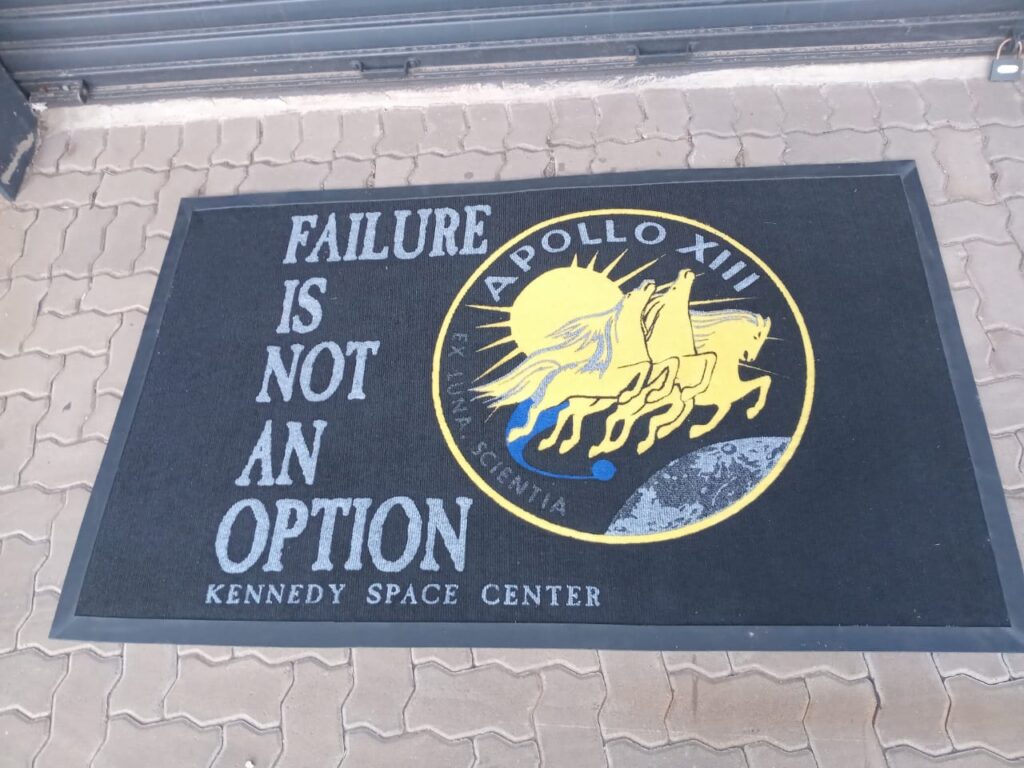 FAILURE
IS
NOT
AN
OPTION
KENNEDY SPACE CENTER
APOLLO XIII
EX LUNA, SCIENTIA